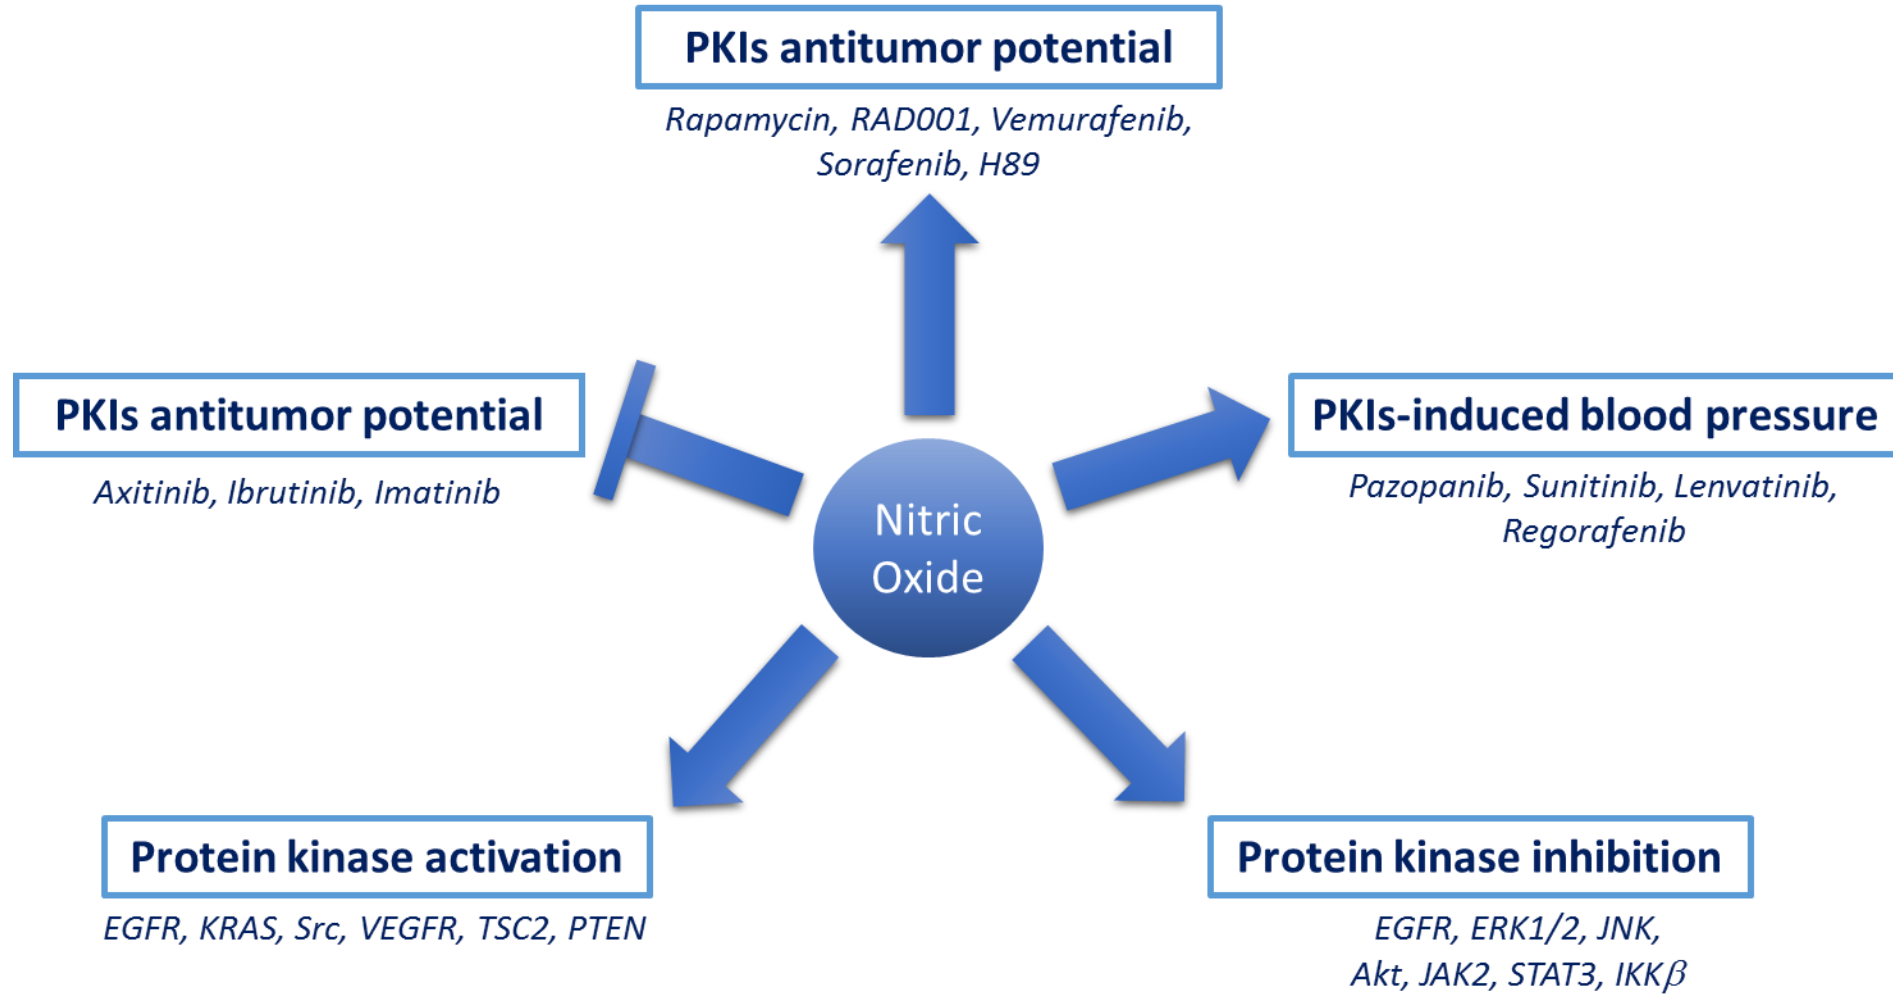 PKIs antitumor potential
Rapamycin, RAD001, Vemurafenib,
Sorafenib, H89
PKIs antitumor potential
Axitinib, Ibrutinib, Imatinib
PKIs-induced blood pressure
Pazopanib, Sunitinib, Lenvatinib,
Regorafenib
Nitric
Oxide
Protein kinase activation
EGFR, KRAS, Src, VEGFR, TSC2, PTEN
Protein kinase inhibition
EGFR, ERK1/2, JNK,
Akt, JAK2, STAT3, IKKβ